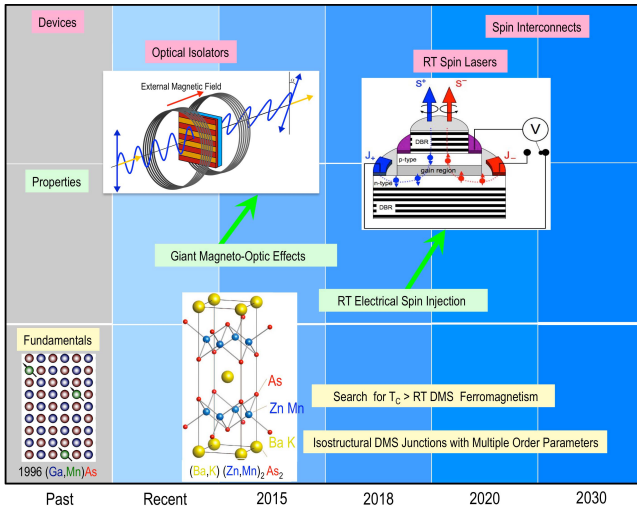 Devices
Spin Interconnects
Optical Isolators
RT Spin Lasers
External Magnetic Field
S+
S−
DBR
V
J+
J−
p-type
gain region
n-type
DBR
Properties
Giant Magneto-Optic Effects
RT Electrical Spin Injection
Fundamentals
As
Zn Mn
Ba K
Search for TC > RT DMS Ferromagnetism
Isostructural DMS Junctions with Multiple Order Parameters
1996 (Ga,Mn)As
(Ba,K) (Zn,Mn)2 As2
Past
Recent
2015
2018
2020
2030